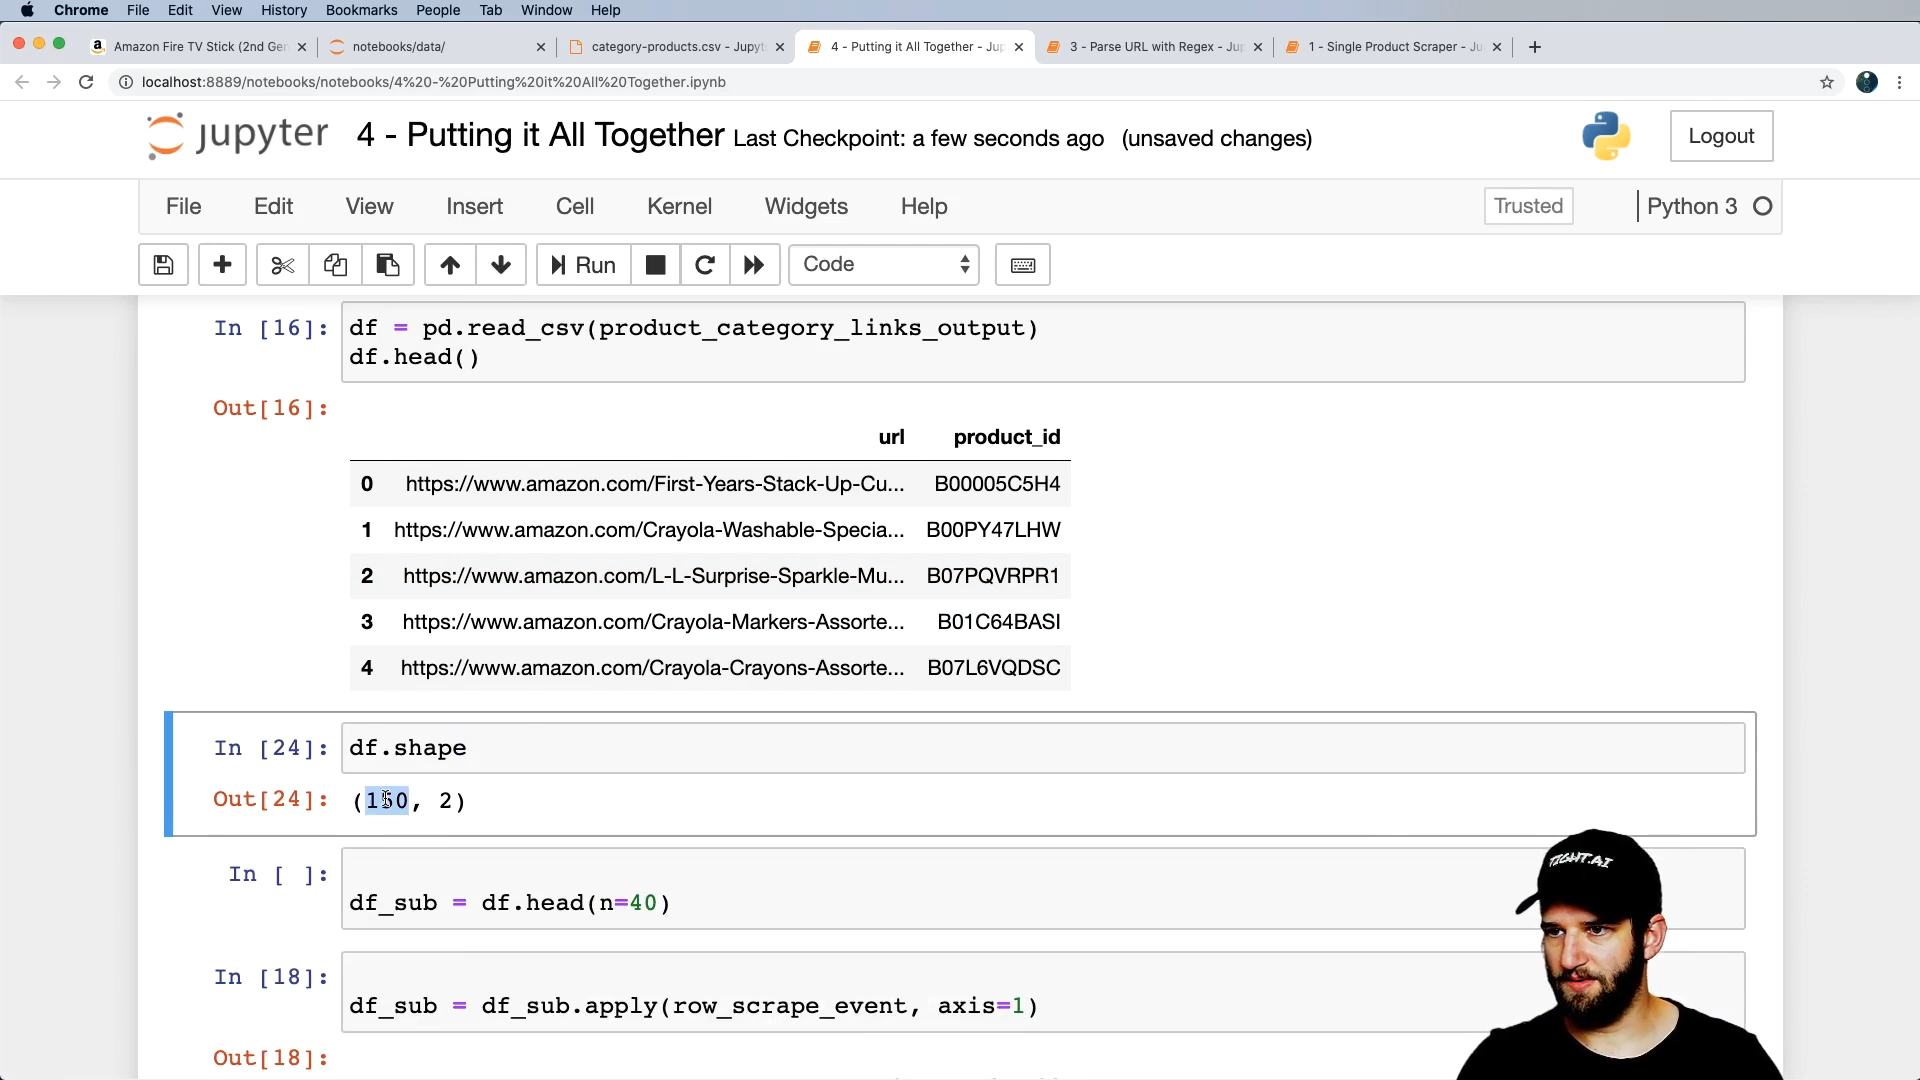 Chrome File Edit View History Bookmarks People Tab Window Help
Amazon Fire TV Stick (2nd Ge
notebooks/data/
category-products.csv - Jupyt
4 - Putting it All Together - Jup
3 - Parse URL with Regex - Jup
1 - Single Product Scraper - Ju
localhost:8889/notebooks/notebooks/4%20-%20Putting%20it%20All%20Together.ipynb
jupyter 4 - Putting it All Together Last Checkpoint: a few seconds ago (unsaved changes)
Logout
File Edit View Insert Cell Kernel Widgets Help
Trusted
Python 3
Run
Code
In [16]: df = pd.read_csv(product_category_links_output)
df.head()
Out[16]:
url product_id
0 https://www.amazon.com/First-Years-Stack-Up-Cu... B00005C5H4
1 https://www.amazon.com/Crayola-Washable-Specia... B00PY47LHW
2 https://www.amazon.com/L-L-Surprise-Sparkle-Mu... B07PQVRPR1
3 https://www.amazon.com/Crayola-Markers-Assorte... B01C64BASI
4 https://www.amazon.com/Crayola-Crayons-Assorte... B07L6VQDSC
In [24]: df.shape
Out[24]: (150, 2)
In [ ]:
df_sub = df.head(n=40)
In [18]:
df_sub = df_sub.apply(row_scrape_event, axis=1)
Out[18]:
TIGHT.AI